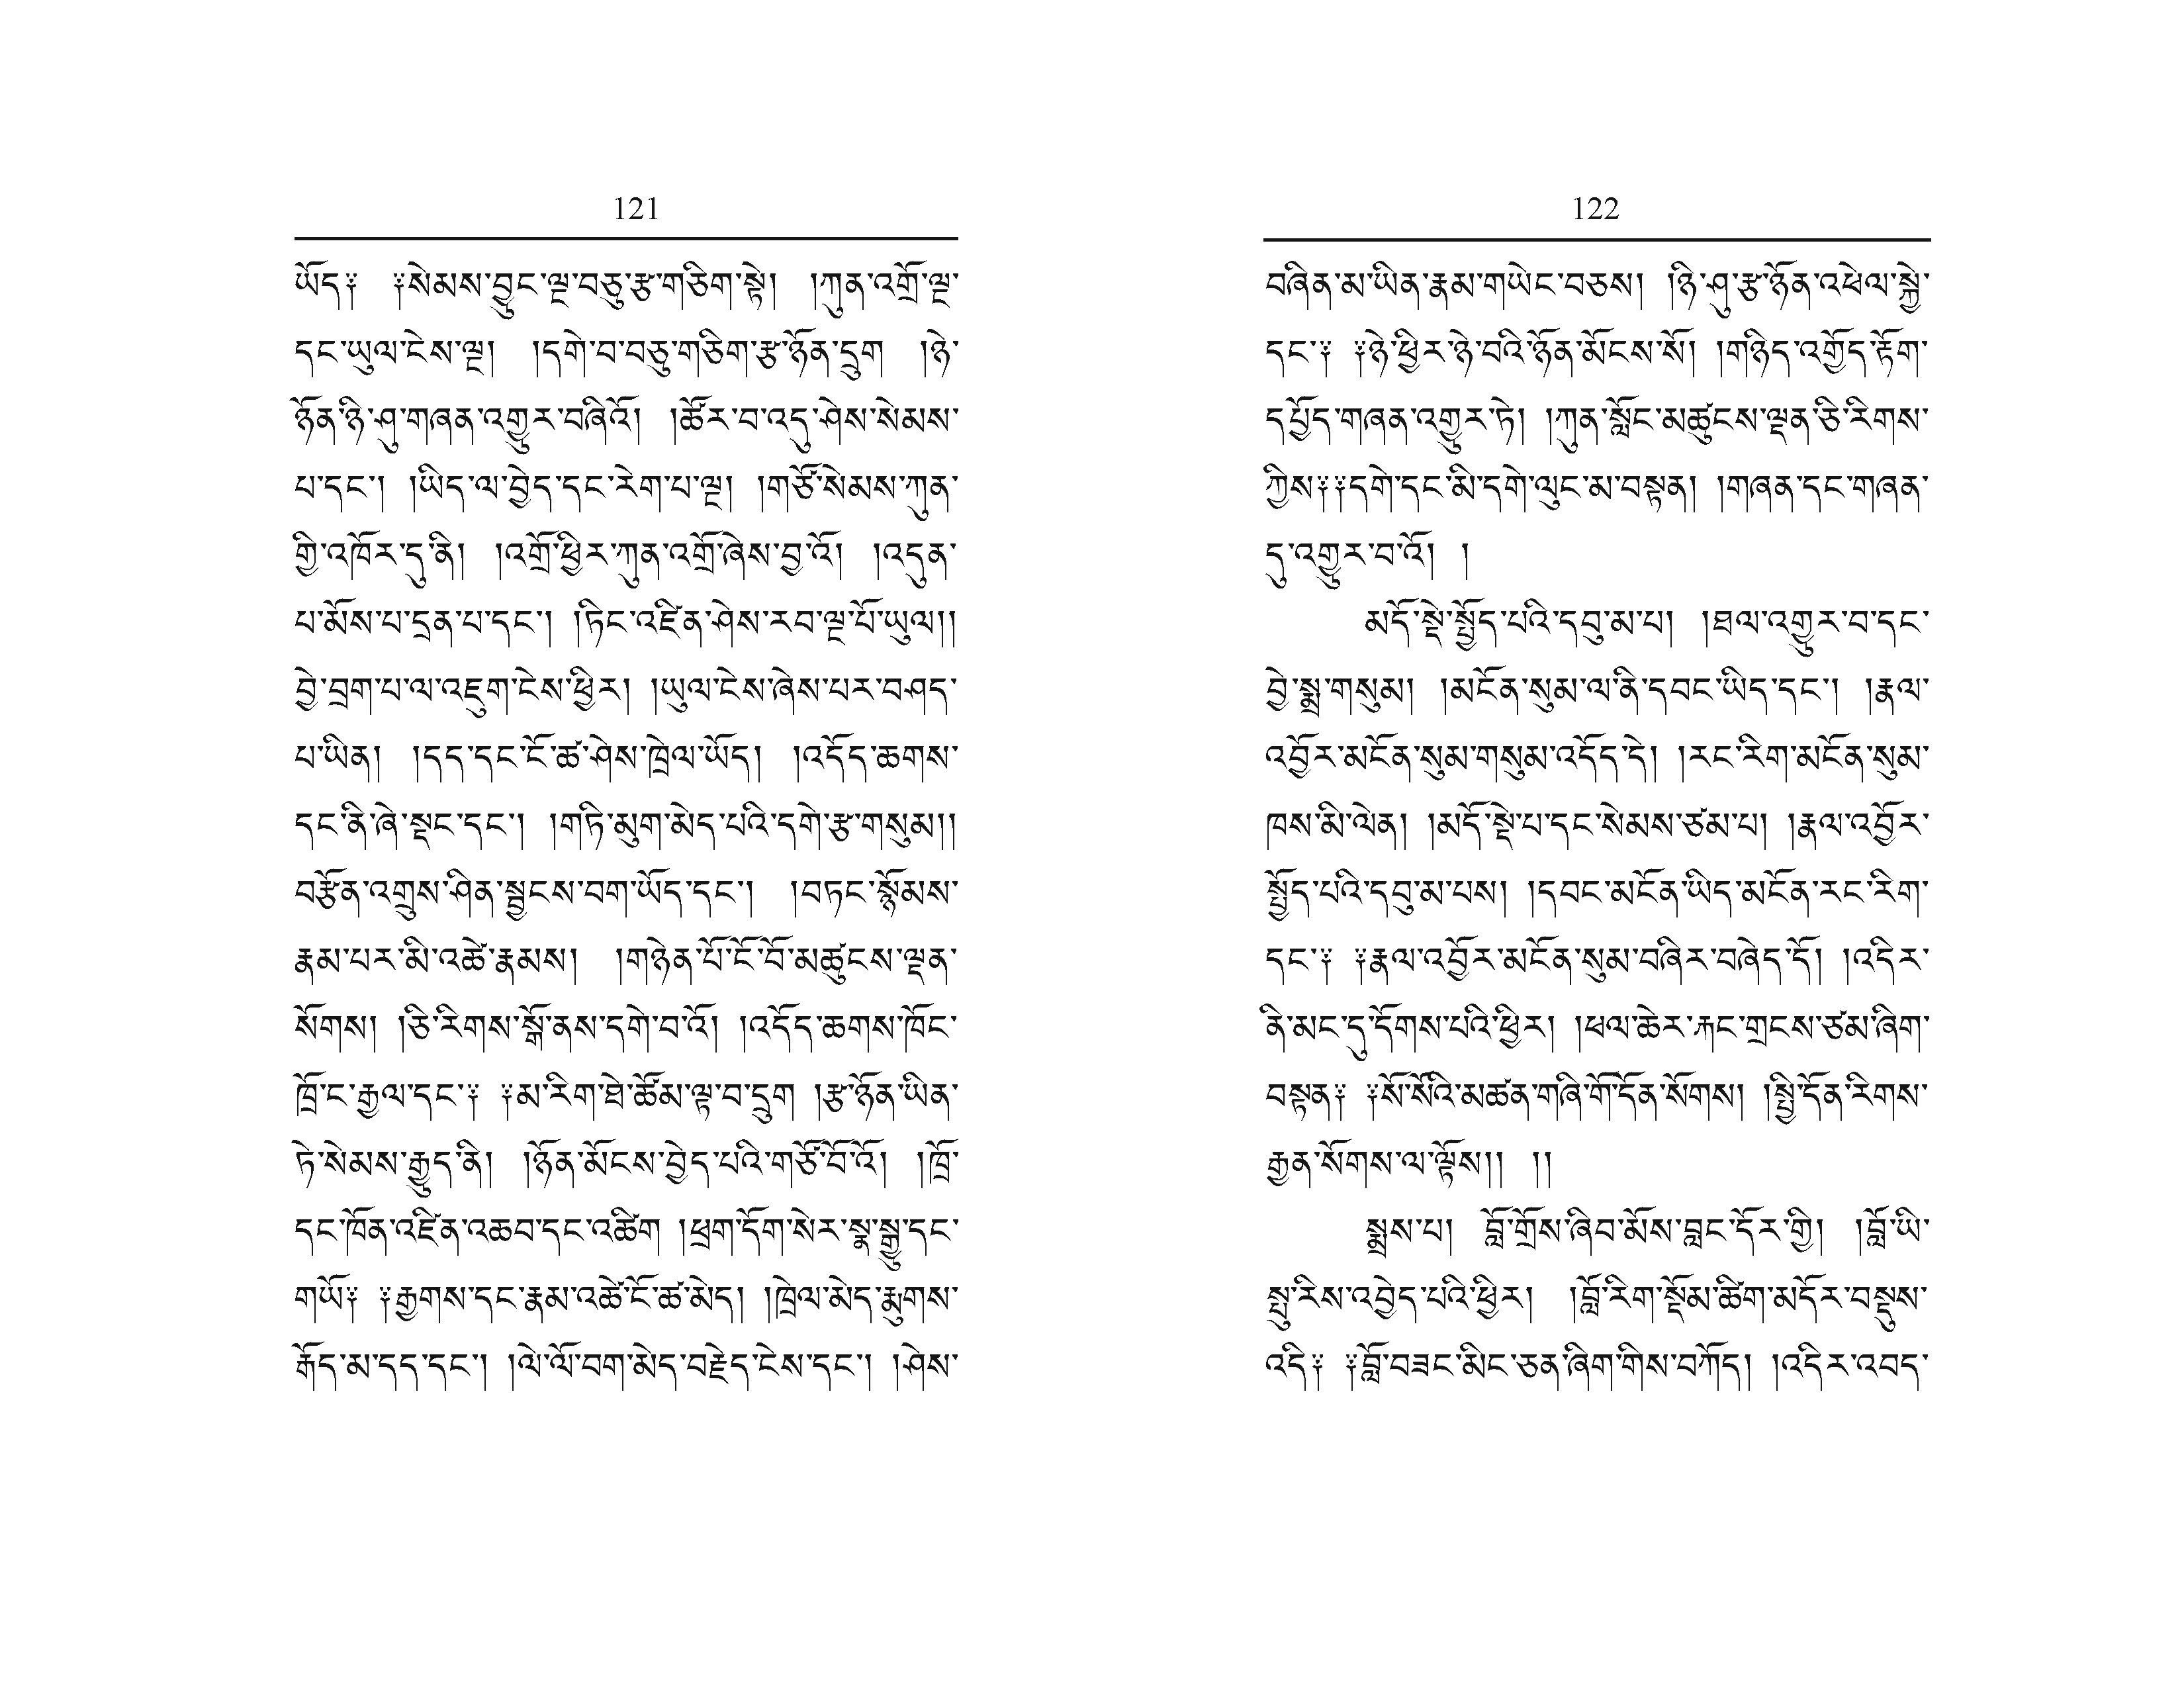 121
ཡོད༑ ༑སེམས་བྱུང་ལྔ་བཅུ་རྩ་གཅིག་སྟེ། །ཀུན་འགྲོ་ལྔ་
དང་ཡུལ་ངེས་ལྔ། །དགེ་བ་བཅུ་གཅིག་རྩ་ཉོན་དྲུག །ཉེ་
ཉོན་ཉི་ཤུ་གཞན་འགྱུར་བཞིའོ། །ཚོར་བ་འདུ་ཤེས་སེམས་
པ་དང་། །ཡིད་ལ་བྱེད་དང་རེག་པ་ལྔ། །གཙོ་སེམས་ཀུན་
གྱི་འཁོར་དུ་ནི། །འགྲོ་ཕྱིར་ཀུན་འགྲོ་ཞེས་བྱ་འོ། །འདུན་
པ་མོས་པ་དྲན་པ་དང་། །ཏིང་འཛིན་ཤེས་རབ་ལྔ་པོ་ཡུལ།།
བྱེ་བྲག་པ་ལ་འཇུག་ངེས་ཕྱིར། །ཡུལ་ངེས་ཞེས་པར་བཤད་
པ་ཡིན། །དད་དང་ངོ་ཚ་ཤེས་ཁྲེལ་ཡོད། །འདོད་ཆགས་
དང་ནི་ཞེ་སྡང་དང་། །གཏི་མུག་མེད་པའི་དགེ་རྩ་གསུམ།།
བརྩོན་འགྲུས་ཤིན་སྦྱངས་བག་ཡོད་དང་། །བཏང་སྙོམས་
རྣམ་པར་མི་འཚེ་རྣམས། །གཉེན་པོ་ངོ་བོ་མཚུངས་ལྡན་
སོགས། །ཅི་རིགས་སྒོ་ནས་དགེ་བ་འོ། །འདོད་ཆགས་ཁོང་
ཁྲོ་ང་རྒྱལ་དང་༑ ༑མ་རིག་ཐེ་ཚོམ་ལྟ་བ་དྲུག །རྩ་ཉོན་ཡིན་
ཏེ་སེམས་རྒྱུད་ནི། །ཉོན་མོངས་བྱེད་པའི་གཙོ་བོ་འོ། །ཁྲོ་
དང་ཁོན་འཛིན་འཆབ་དང་འཚིག །ཕྲག་དོག་སེར་སྣ་སྒྱུ་དང་
གཡོ༑ ༑རྒྱགས་དང་རྣམ་འཚེ་ངོ་ཚ་མེད། །ཁྲེལ་མེད་རྨུགས་
རྒོད་མ་དད་དང་། །ལེ་ལོ་བག་མེད་བརྗེད་ངེས་དང་། །ཤེས་
122
བཞིན་མ་ཡིན་རྣམ་གཡེང་བཅས། །ཉི་ཤུ་རྩ་ཉོན་འཕེལ་སྐྱེ་
དང་༑ ༑ཉེ་ཕྱིར་ཉེ་བའི་ཉོན་མོངས་སོ། །གཉིད་འགྱོད་རྟོག་
དཔྱོད་གཞན་འགྱུར་ཏེ། །ཀུན་སློང་མཚུངས་ལྡན་ཅི་རིགས་
ཀྱིས༑༑དགེ་དང་མི་དགེ་ལུང་མ་བསྟན། །གཞན་དང་གཞན་
དུ་འགྱུར་བ་འོ། །
མདོ་སྡེ་སྤྱོད་པའི་དབུ་མ་པ། །ཐལ་འགྱུར་བ་དང་
བྱེ་སྨྲ་གསུམ། །མངོན་སུམ་ལ་ནི་དབང་ཡིད་དང་། །རྣལ་
འབྱོར་མངོན་སུམ་གསུམ་འདོད་དེ། །རང་རིག་མངོན་སུམ་
ཁས་མི་ལེན། །མདོ་སྡེ་པ་དང་སེམས་ཙམ་པ། །རྣལ་འབྱོར་
སྤྱོད་པའི་དབུ་མ་པས། །དབང་མངོན་ཡིད་མངོན་རང་རིག་
དང་༑ ༑རྣལ་འབྱོར་མངོན་སུམ་བཞིར་བཞེད་དོ། །འདིར་
ནི་མང་དུ་དོགས་པའི་ཕྱིར། །ཕལ་ཆེར་རྐང་གྲངས་ཙམ་ཞིག་
བསྟན༑ ༑སོ་སོའི་མཚན་གཞི་གོ་དོན་སོགས། །སྤྱི་དོན་རིགས་
རྒྱན་སོགས་ལ་ལྟོས།། །།
སྨྲས་པ། བློ་གྲོས་ཞིབ་མོས་བླང་དོར་གྱི། །བློ་ཡི་
སྤུ་རིས་འབྱེད་པའི་ཕྱིར། །བློ་རིག་སྡོམ་ཚིག་མདོར་བསྡུས་
འདི༑ ༑བློ་བཟང་མིང་ཅན་ཞིག་གིས་བཀོད། །འདིར་འབད་